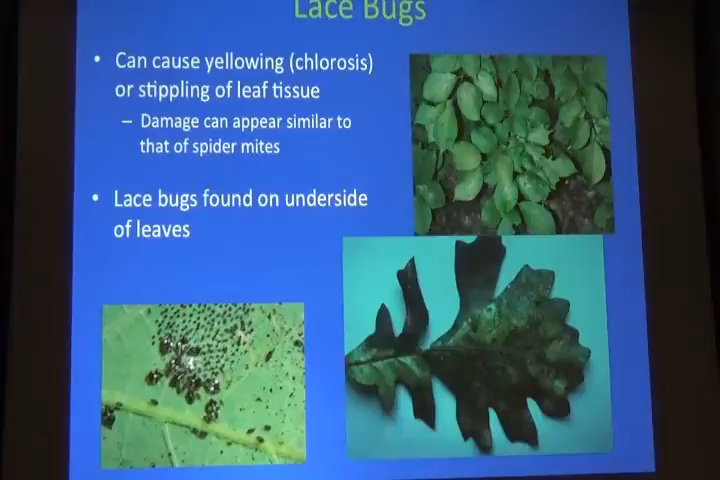 Lace Bugs
• Can cause yellowing (chlorosis)
or stippling of leaf tissue
– Damage can appear similar to
that of spider mites
• Lace bugs found on underside
of leaves